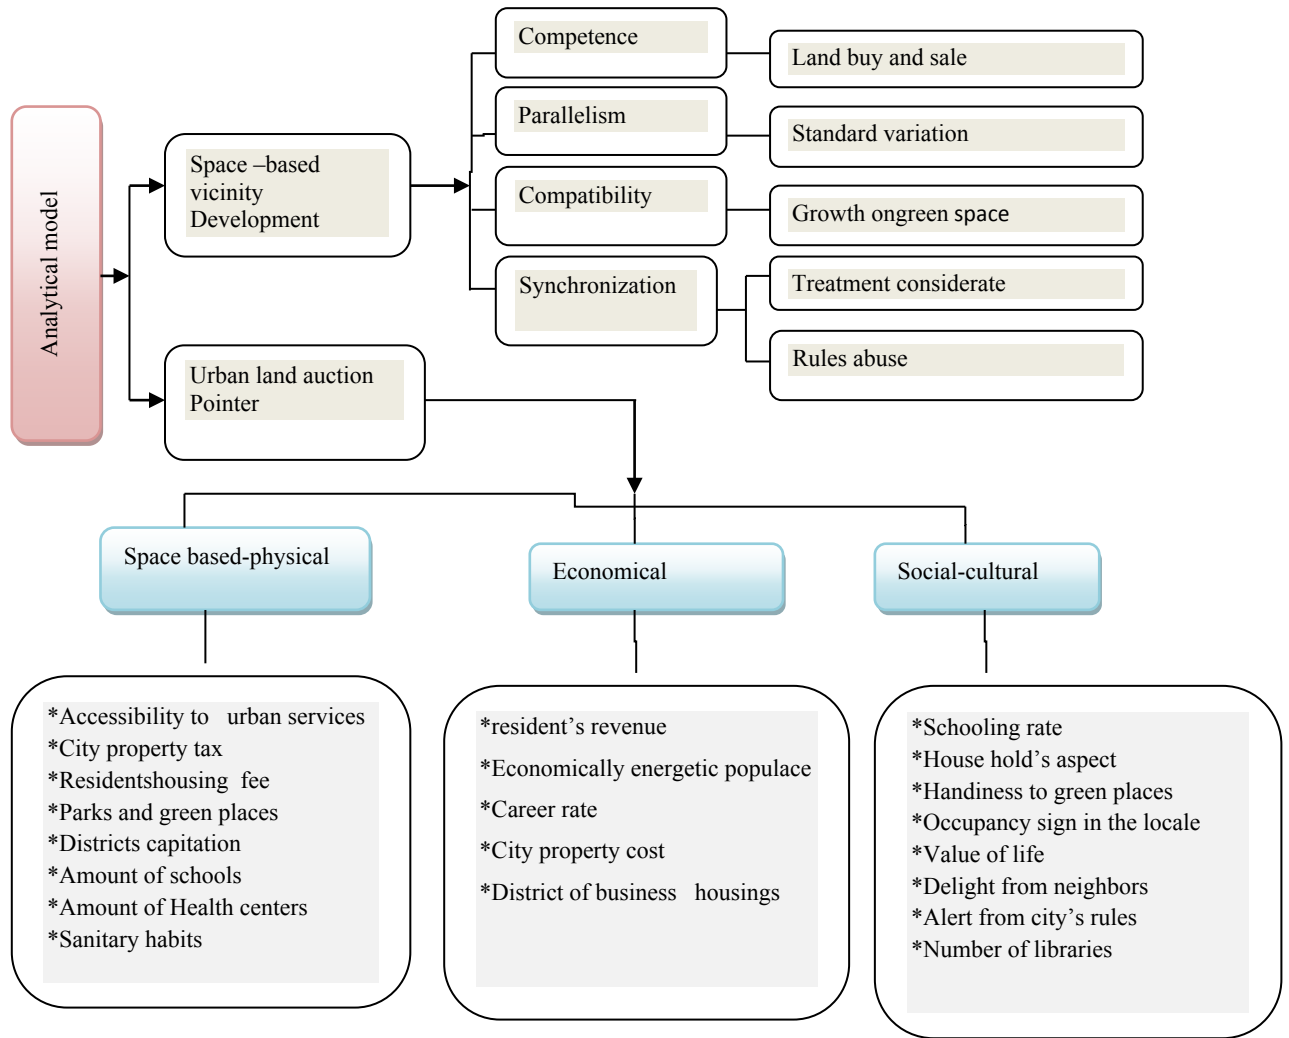 Analytical model
Space –based
vicinity
Development
Urban land auction
Pointer
Competence
Parallelism
Compatibility
Synchronization
Land buy and sale
Standard variation
Growth ongreen space
Treatment considerate
Rules abuse
Space based-physical
Economical
Social-cultural
*Accessibility to urban services
*City property tax
*Residentshousing fee
*Parks and green places
*Districts capitation
*Amount of schools
*Amount of Health centers
*Sanitary habits
*resident’s revenue
*Economically energetic populace
*Career rate
*City property cost
*District of business housings
*Schooling rate
*House hold’s aspect
*Handiness to green places
*Occupancy sign in the locale
*Value of life
*Delight from neighbors
*Alert from city’s rules
*Number of libraries